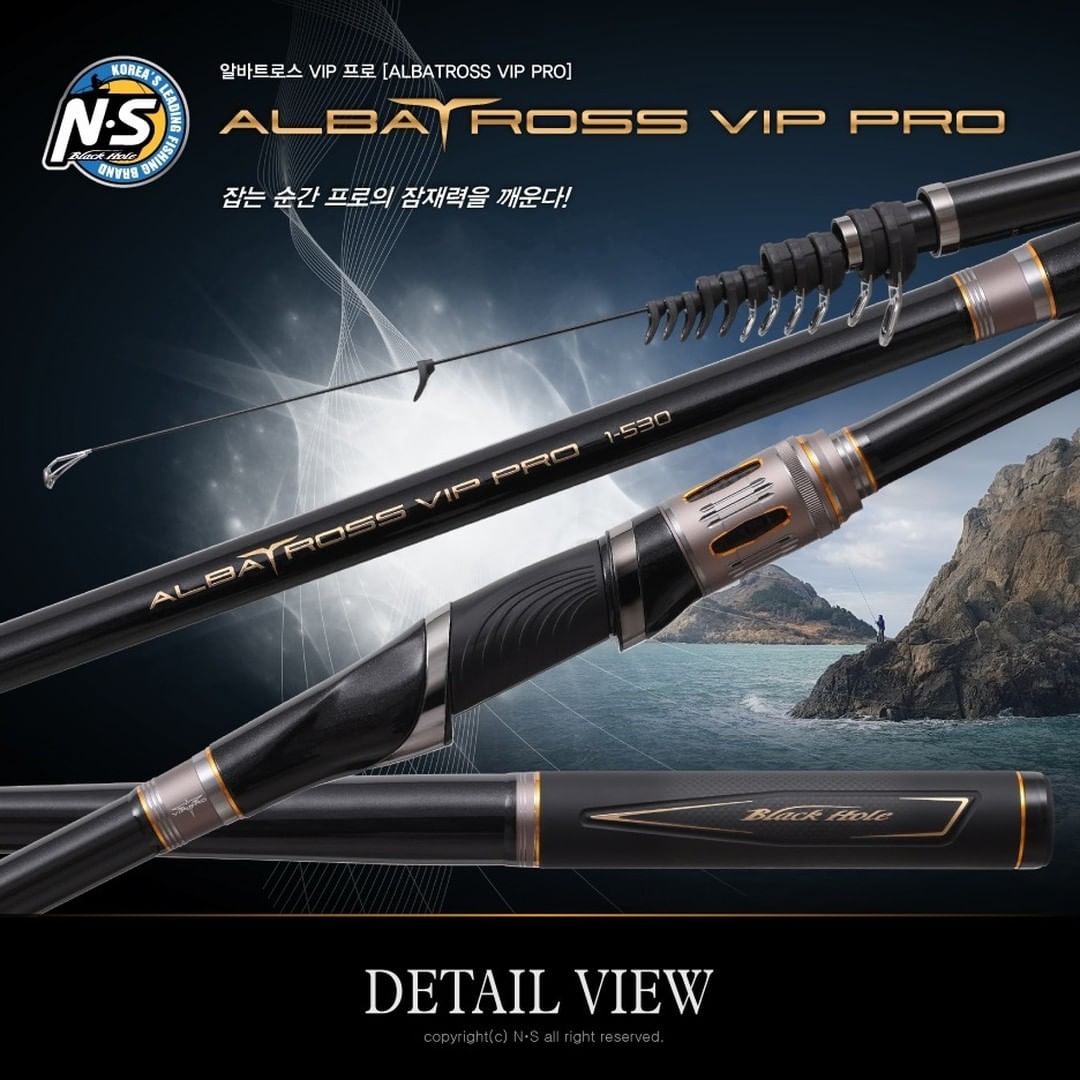 KOREA'S LEADING FISHING BRAND
N·S
Black Hole
알바트로스 VIP 프로 [ALBATROSS VIP PRO]
ALBATROSS VIP PRO
잡는 순간 프로의 잠재력을 깨운다!
ALBATROSS VIP PRO 1-530
VIP PRO
Black Hole
DETAIL VIEW
copyright(c) N·S all right reserved.